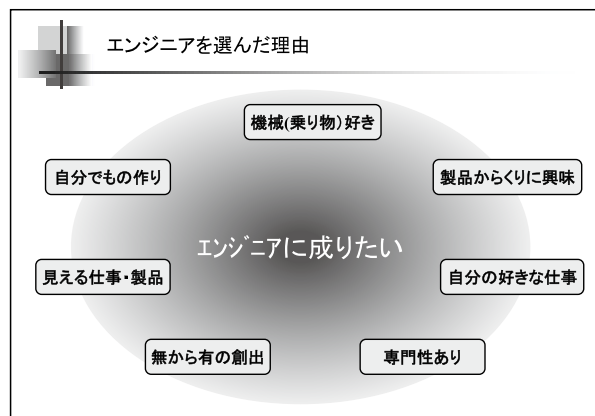 エンジニアを選んだ理由
機械(乗り物)好き
自分でもの作り
製品からくりに興味
エンジニアに成りたい
見える仕事・製品
自分の好きな仕事
無から有の創出
専門性あり